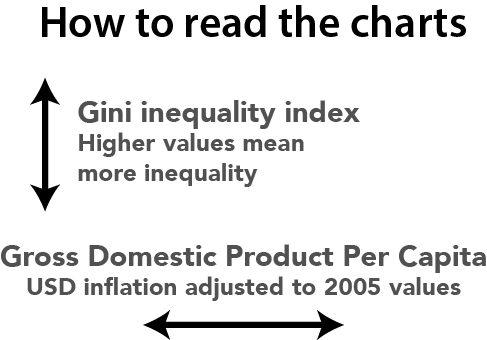 How to read the charts
Gini inequality index
Higher values mean
more inequality
Gross Domestic Product Per Capita
USD inflation adjusted to 2005 values